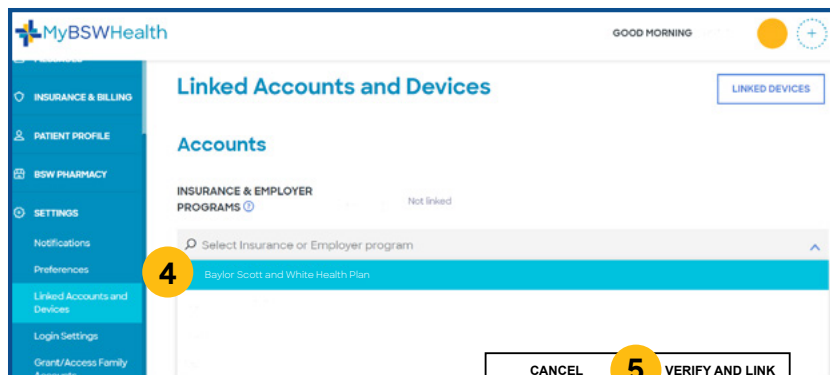 MyBSWHealth
GOOD MORNING
+
INSURANCE & BILLING
PATIENT PROFILE
BSW PHARMACY
SETTINGS
Notifications
Preferences
Linked Accounts and
Devices
Login Settings
Grant/Access Family
Linked Accounts and Devices
LINKED DEVICES
Accounts
INSURANCE & EMPLOYER
PROGRAMS ?
Not linked
Select Insurance or Employer program
4 Baylor Scott and White Health Plan
CANCEL 5 VERIFY AND LINK